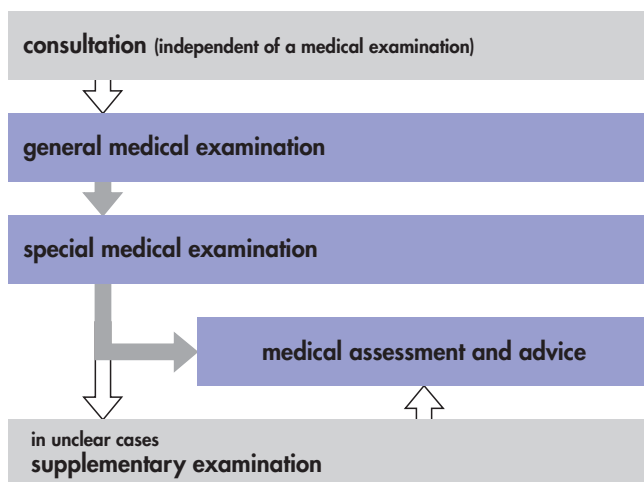 consultation (independent of a medical examination)
general medical examination
special medical examination
medical assessment and advice
in unclear cases
supplementary examination